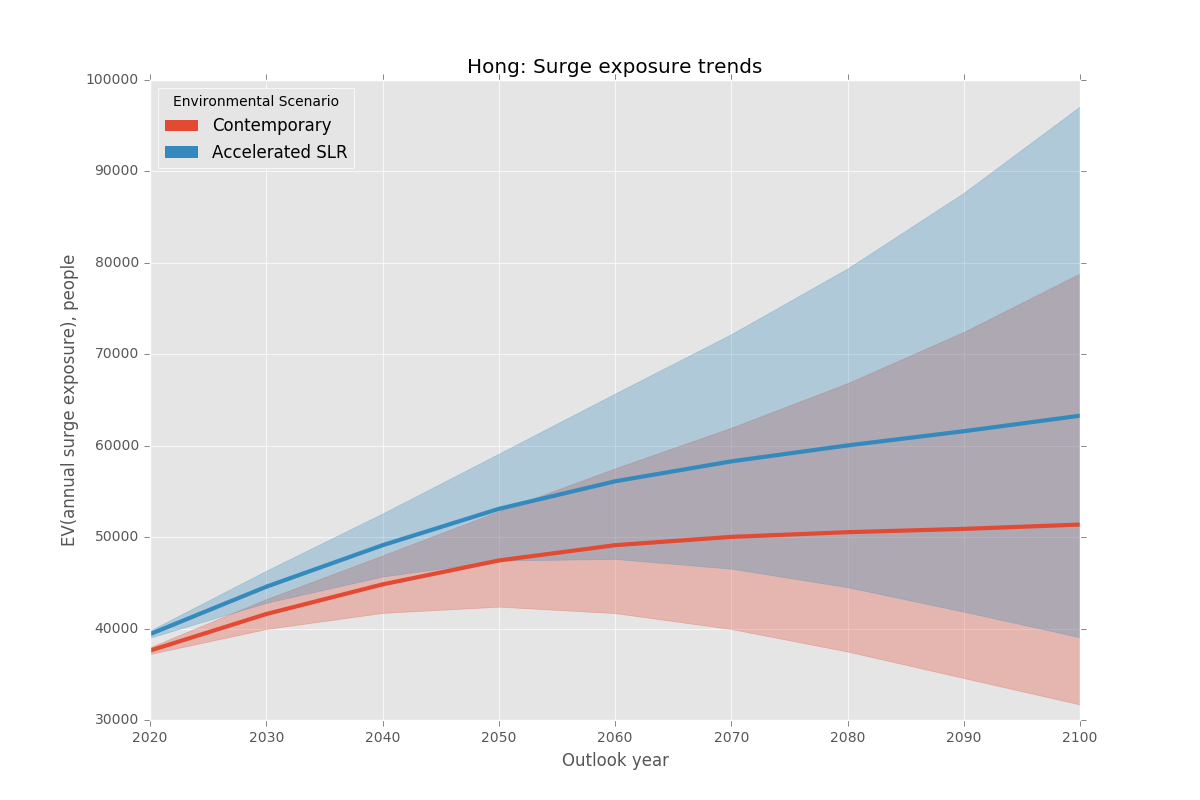 Hong: Surge exposure trends
Environmental Scenario
Contemporary
Accelerated SLR
EV(annual surge exposure), people
100000
90000
80000
70000
60000
50000
40000
30000
2020 2030 2040 2050 2060 2070 2080 2090 2100
Outlook year